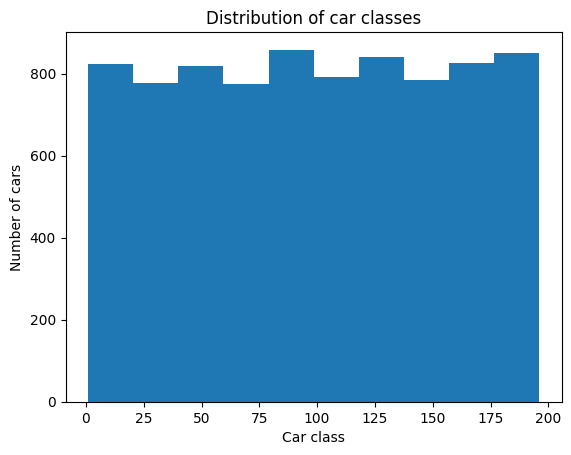 Distribution of car classes
Number of cars
800
600
400
200
0
0 25 50 75 100 125 150 175 200
Car class